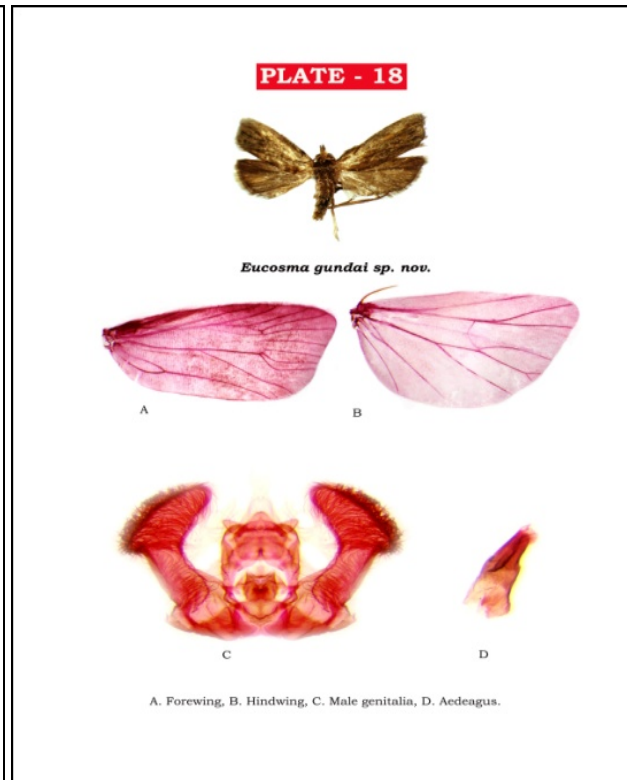 PLATE - 18
Eucosma gundai sp. nov.
A
B
C
D
A. Forewing, B. Hindwing, C. Male genitalia, D. Aedeagus.